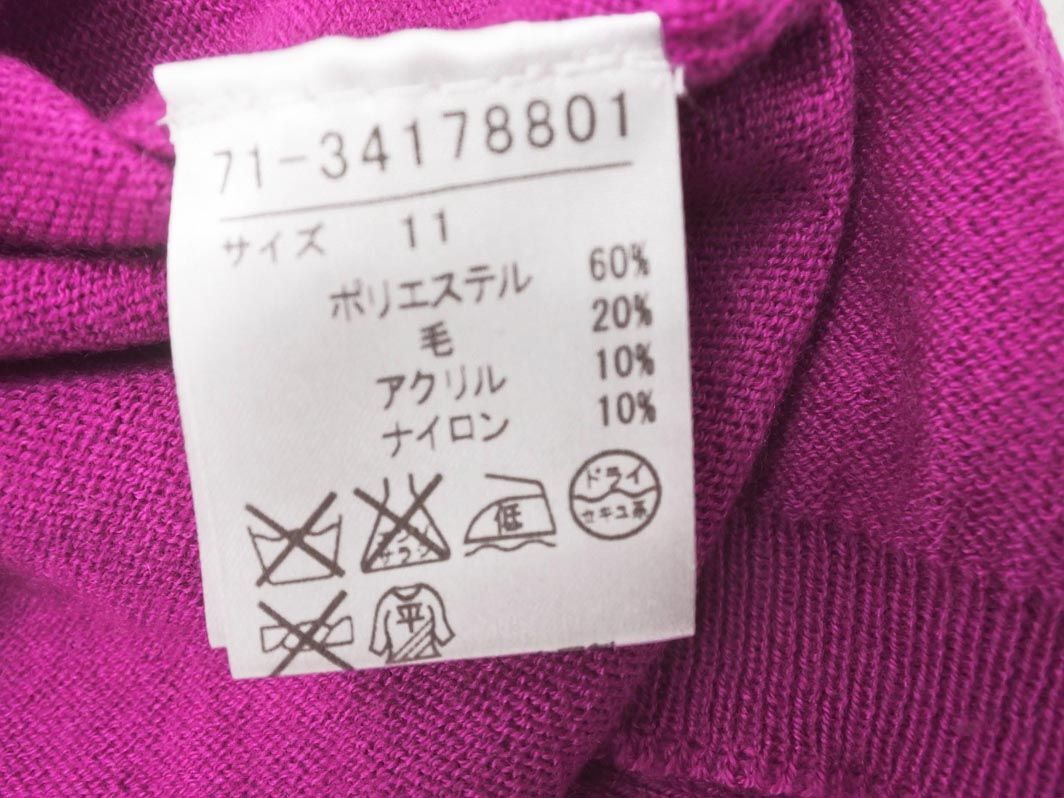 71-34178801
サイズ 11
ポリエステル 60%
毛 20%
アクリル 10%
ナイロン 10%
低
ドライ
セキユ系
平